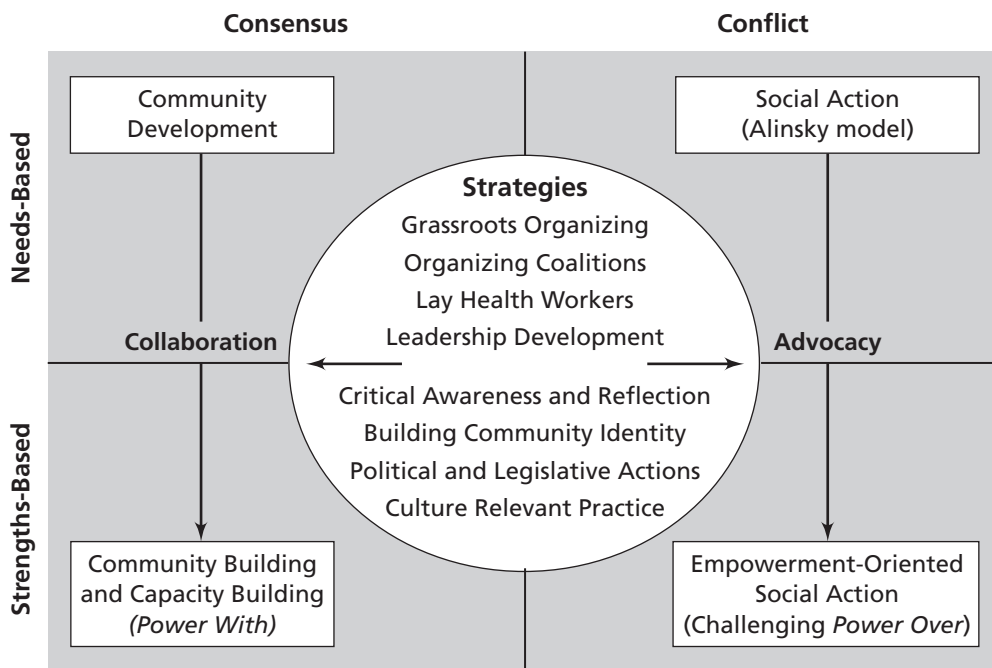 Consensus
Conflict
Needs-Based
Strengths-Based
Community
Development
Social Action
(Alinsky model)
Strategies
Grassroots Organizing
Organizing Coalitions
Lay Health Workers
Leadership Development
Collaboration
Advocacy
Critical Awareness and Reflection
Building Community Identity
Political and Legislative Actions
Culture Relevant Practice
Community Building
and Capacity Building
(Power With)
Empowerment-Oriented
Social Action
(Challenging Power Over)